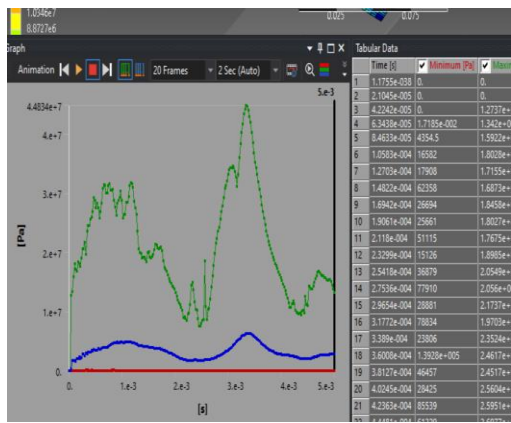 1.0346e7
8.8727e6
0.025 0.075
Graph
Animation 20 Frames 2 Sec (Auto)
5.e-3
4.4834e+7
4.e+7
3.e+7
2.e+7
1.e+7
0.
[Pa]
0. 1.e-3 2.e-3 3.e-3 4.e-3 5.e-3
[s]
Tabular Data
Time [s] Minimum [Pa] Maxin
1 1.1755e-038 0. 0.
2 2.1045e-005 0. 0.
3 4.2242e-005 0. 1.2737e+
4 6.3438e-005 1.7185e-002 1.342e+0
5 8.4633e-005 4354.5 1.5922e+
6 1.0583e-004 16582 1.8028e+
7 1.2703e-004 17908 1.7155e+
8 1.4822e-004 62358 1.6873e+
9 1.6942e-004 26694 1.8458e+
10 1.9061e-004 25661 1.8027e+
11 2.118e-004 51115 1.7675e+
12 2.3299e-004 15126 1.8985e+
13 2.5418e-004 36879 2.0549e+
14 2.7536e-004 77910 2.056e+0
15 2.9654e-004 28881 2.1737e+
16 3.1772e-004 78834 1.9703e+
17 3.389e-004 23806 2.3524e+
18 3.6008e-004 1.3928e+005 2.4617e+
19 3.8127e-004 46457 2.4517e+
20 4.0245e-004 28425 2.5604e+
21 4.2363e-004 85539 2.5951e+